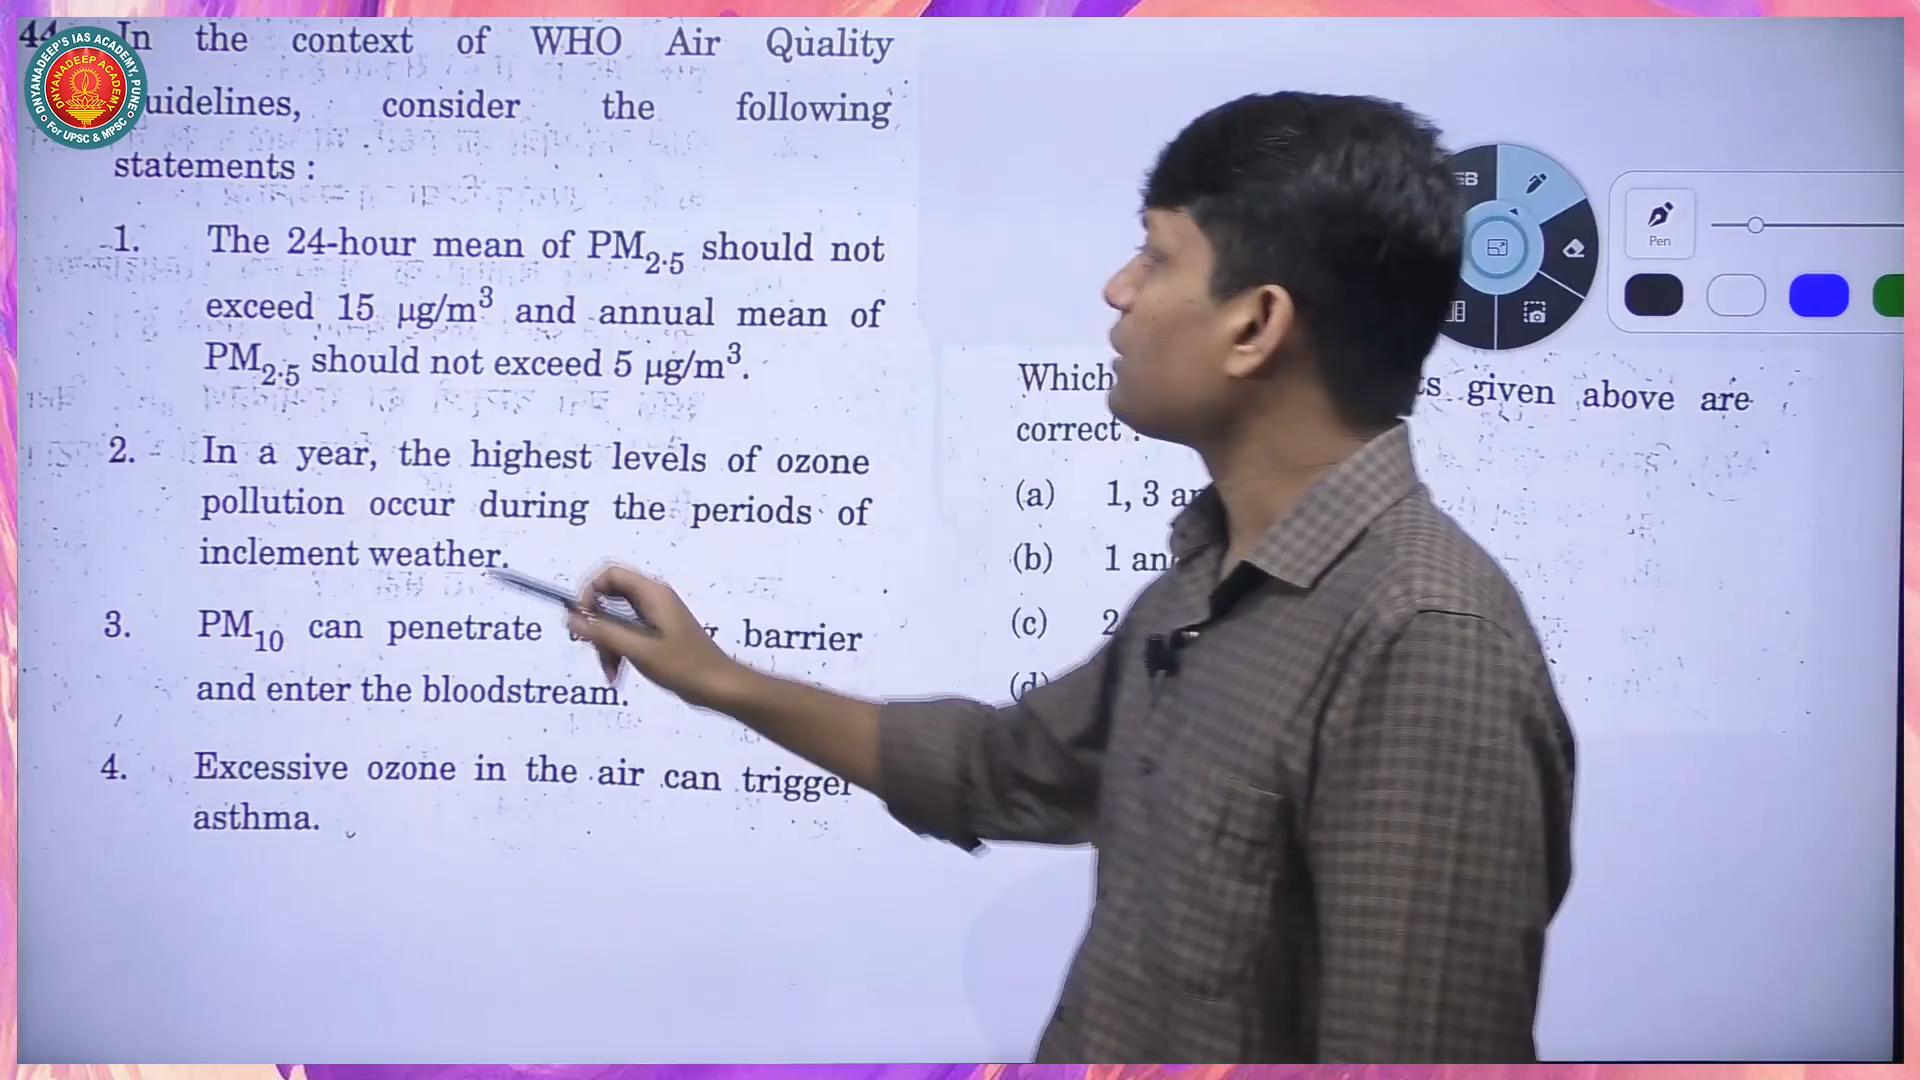 DNYANADEEP'S IAS ACADEMY, PUNE
DNYANADEEP ACADEMY
For UPSC & MPSC
44. In the context of WHO Air Quality
uidelines, consider the following
statements :
1. The 24-hour mean of PM2.5 should not
exceed 15 µg/m³ and annual mean of
PM2.5 should not exceed 5 µg/m³.
2. In a year, the highest levels of ozone
pollution occur during the periods of
inclement weather.
3. PM10 can penetrate barrier
and enter the bloodstream.
4. Excessive ozone in the air can trigger
asthma.
Which given above are
correct
(a) 1, 3
(b) 1
(c) 2
(d)
Pen